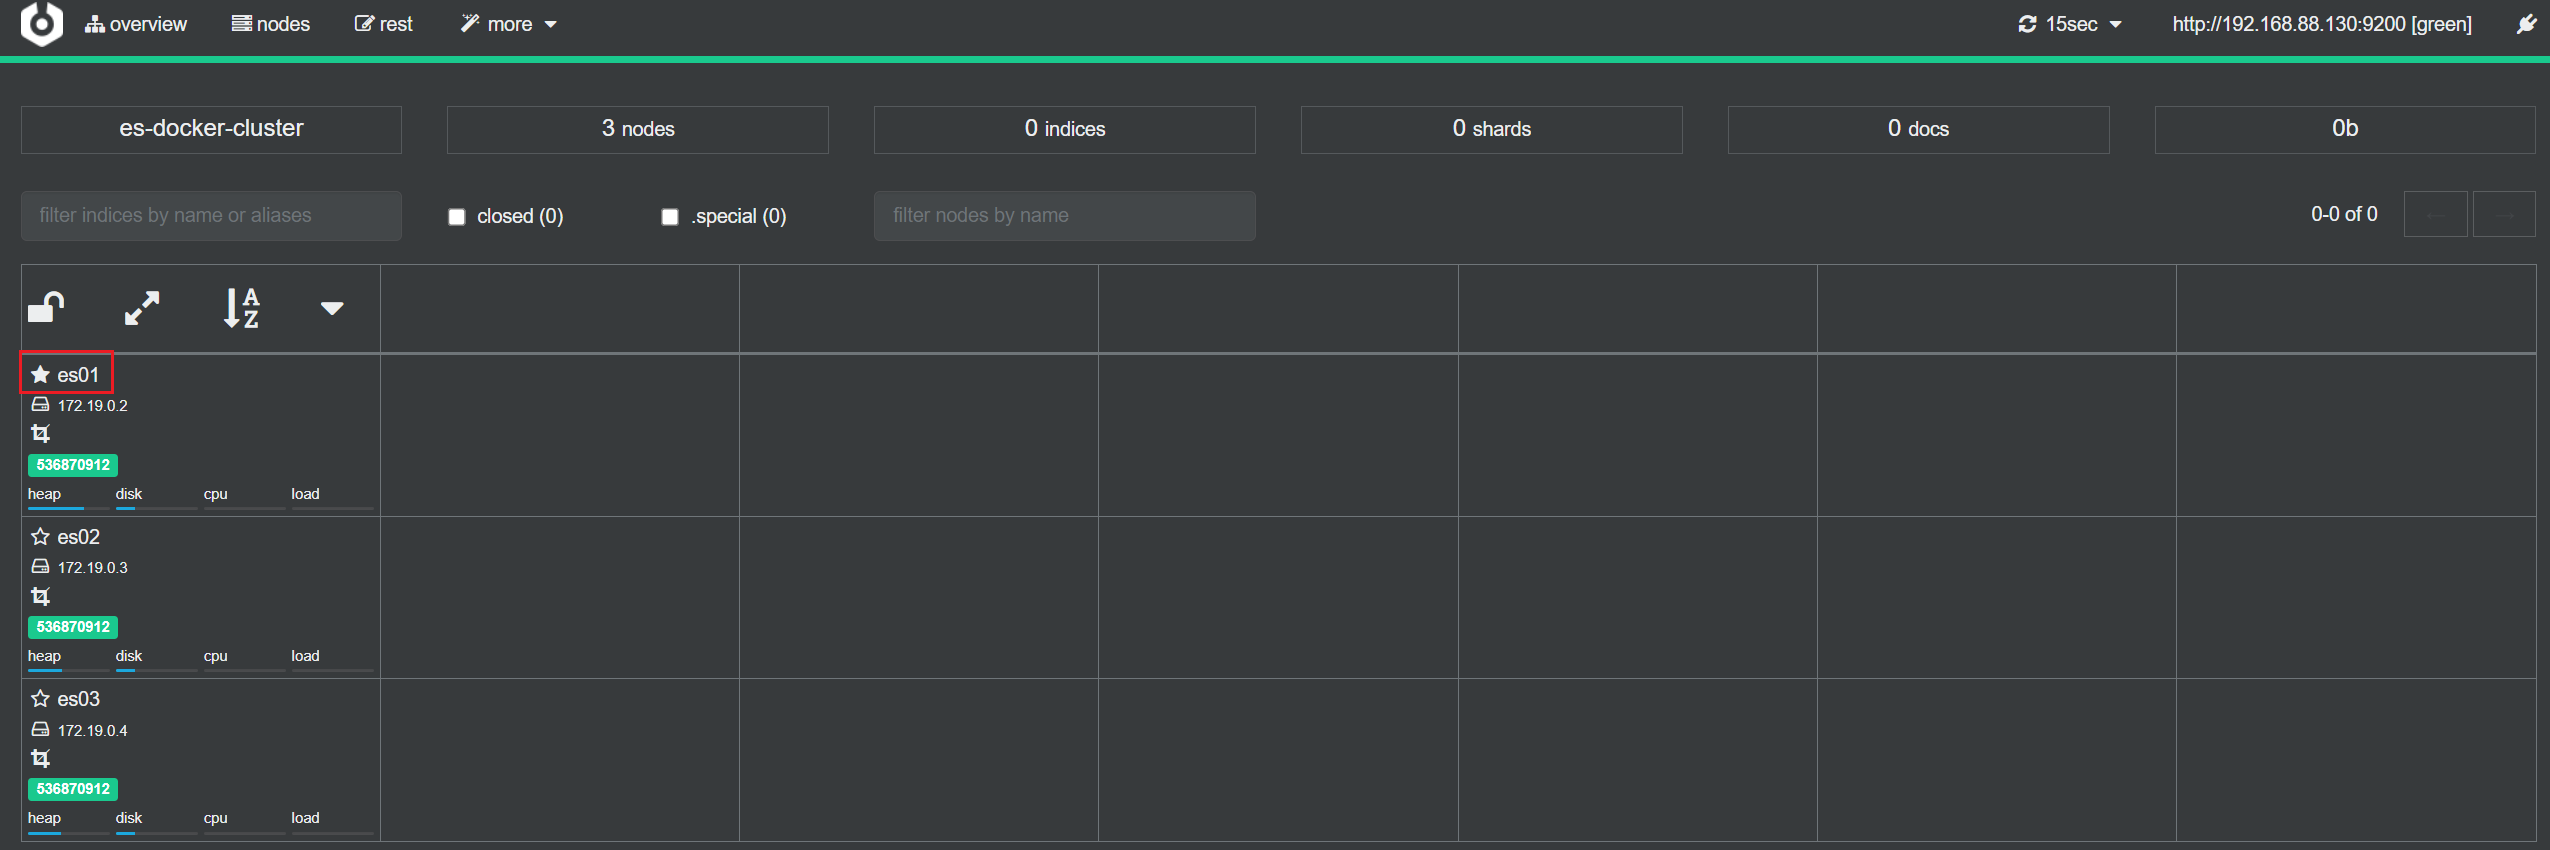 overview nodes rest more 15sec http://192.168.88.130:9200 [green]
es-docker-cluster 3 nodes 0 indices 0 shards 0 docs 0b
filter indices by name or aliases closed (0) .special (0) filter nodes by name 0-0 of 0 ← →
A
Z
es01
172.19.0.2
536870912
heap disk cpu load
es02
172.19.0.3
536870912
heap disk cpu load
es03
172.19.0.4
536870912
heap disk cpu load